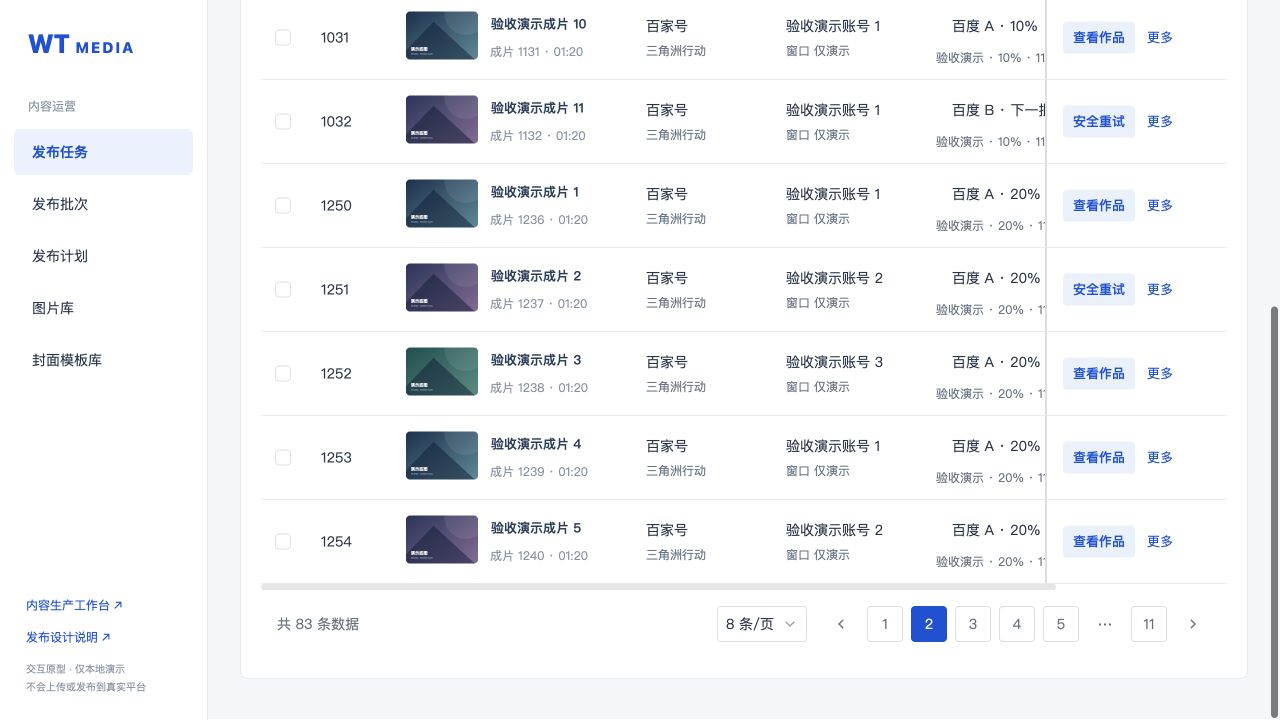 WT MEDIA
内容运营
发布任务
发布批次
发布计划
图片库
封面模板库
内容生产工作台 ↗
发布设计说明 ↗
交互原型 · 仅本地演示
不会上传或发布到真实平台
1031 验收演示成片 10 百家号 验收演示账号 1 百度 A · 10% 查看作品 更多
成片 1131 · 01:20 三角洲行动 窗口 仅演示 验收演示 · 10% · 11
1032 验收演示成片 11 百家号 验收演示账号 1 百度 B · 下一 安全重试 更多
成片 1132 · 01:20 三角洲行动 窗口 仅演示 验收演示 · 10% · 11
1250 验收演示成片 1 百家号 验收演示账号 1 百度 A · 20% 查看作品 更多
成片 1236 · 01:20 三角洲行动 窗口 仅演示 验收演示 · 20% · 1
1251 验收演示成片 2 百家号 验收演示账号 2 百度 A · 20% 安全重试 更多
成片 1237 · 01:20 三角洲行动 窗口 仅演示 验收演示 · 20% · 1
1252 验收演示成片 3 百家号 验收演示账号 3 百度 A · 20% 查看作品 更多
成片 1238 · 01:20 三角洲行动 窗口 仅演示 验收演示 · 20% · 1
1253 验收演示成片 4 百家号 验收演示账号 1 百度 A · 20% 查看作品 更多
成片 1239 · 01:20 三角洲行动 窗口 仅演示 验收演示 · 20% · 1
1254 验收演示成片 5 百家号 验收演示账号 2 百度 A · 20% 查看作品 更多
成片 1240 · 01:20 三角洲行动 窗口 仅演示 验收演示 · 20% · 1
共 83 条数据 8 条/页 1 2 3 4 5 ··· 11